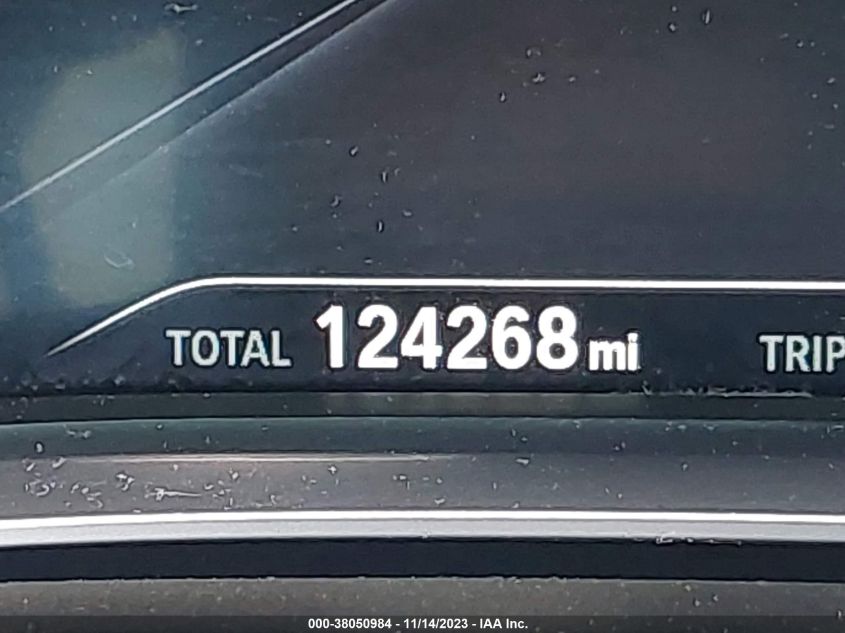 TOTAL 124268 mi TRIP
000-38050984 - 11/14/2023 - IAA Inc.